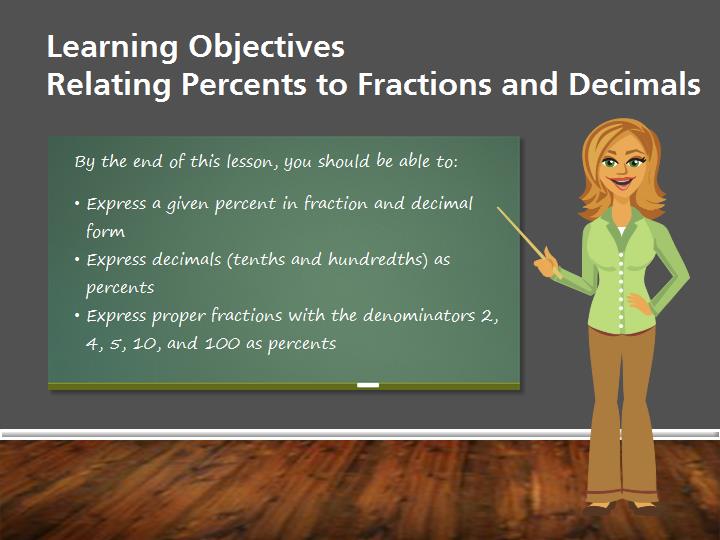 Learning Objectives
Relating Percents to Fractions and Decimals
By the end of this lesson, you should be able to:
• Express a given percent in fraction and decimal
form
• Express decimals (tenths and hundredths) as
percents
• Express proper fractions with the denominators 2,
4, 5, 10, and 100 as percents